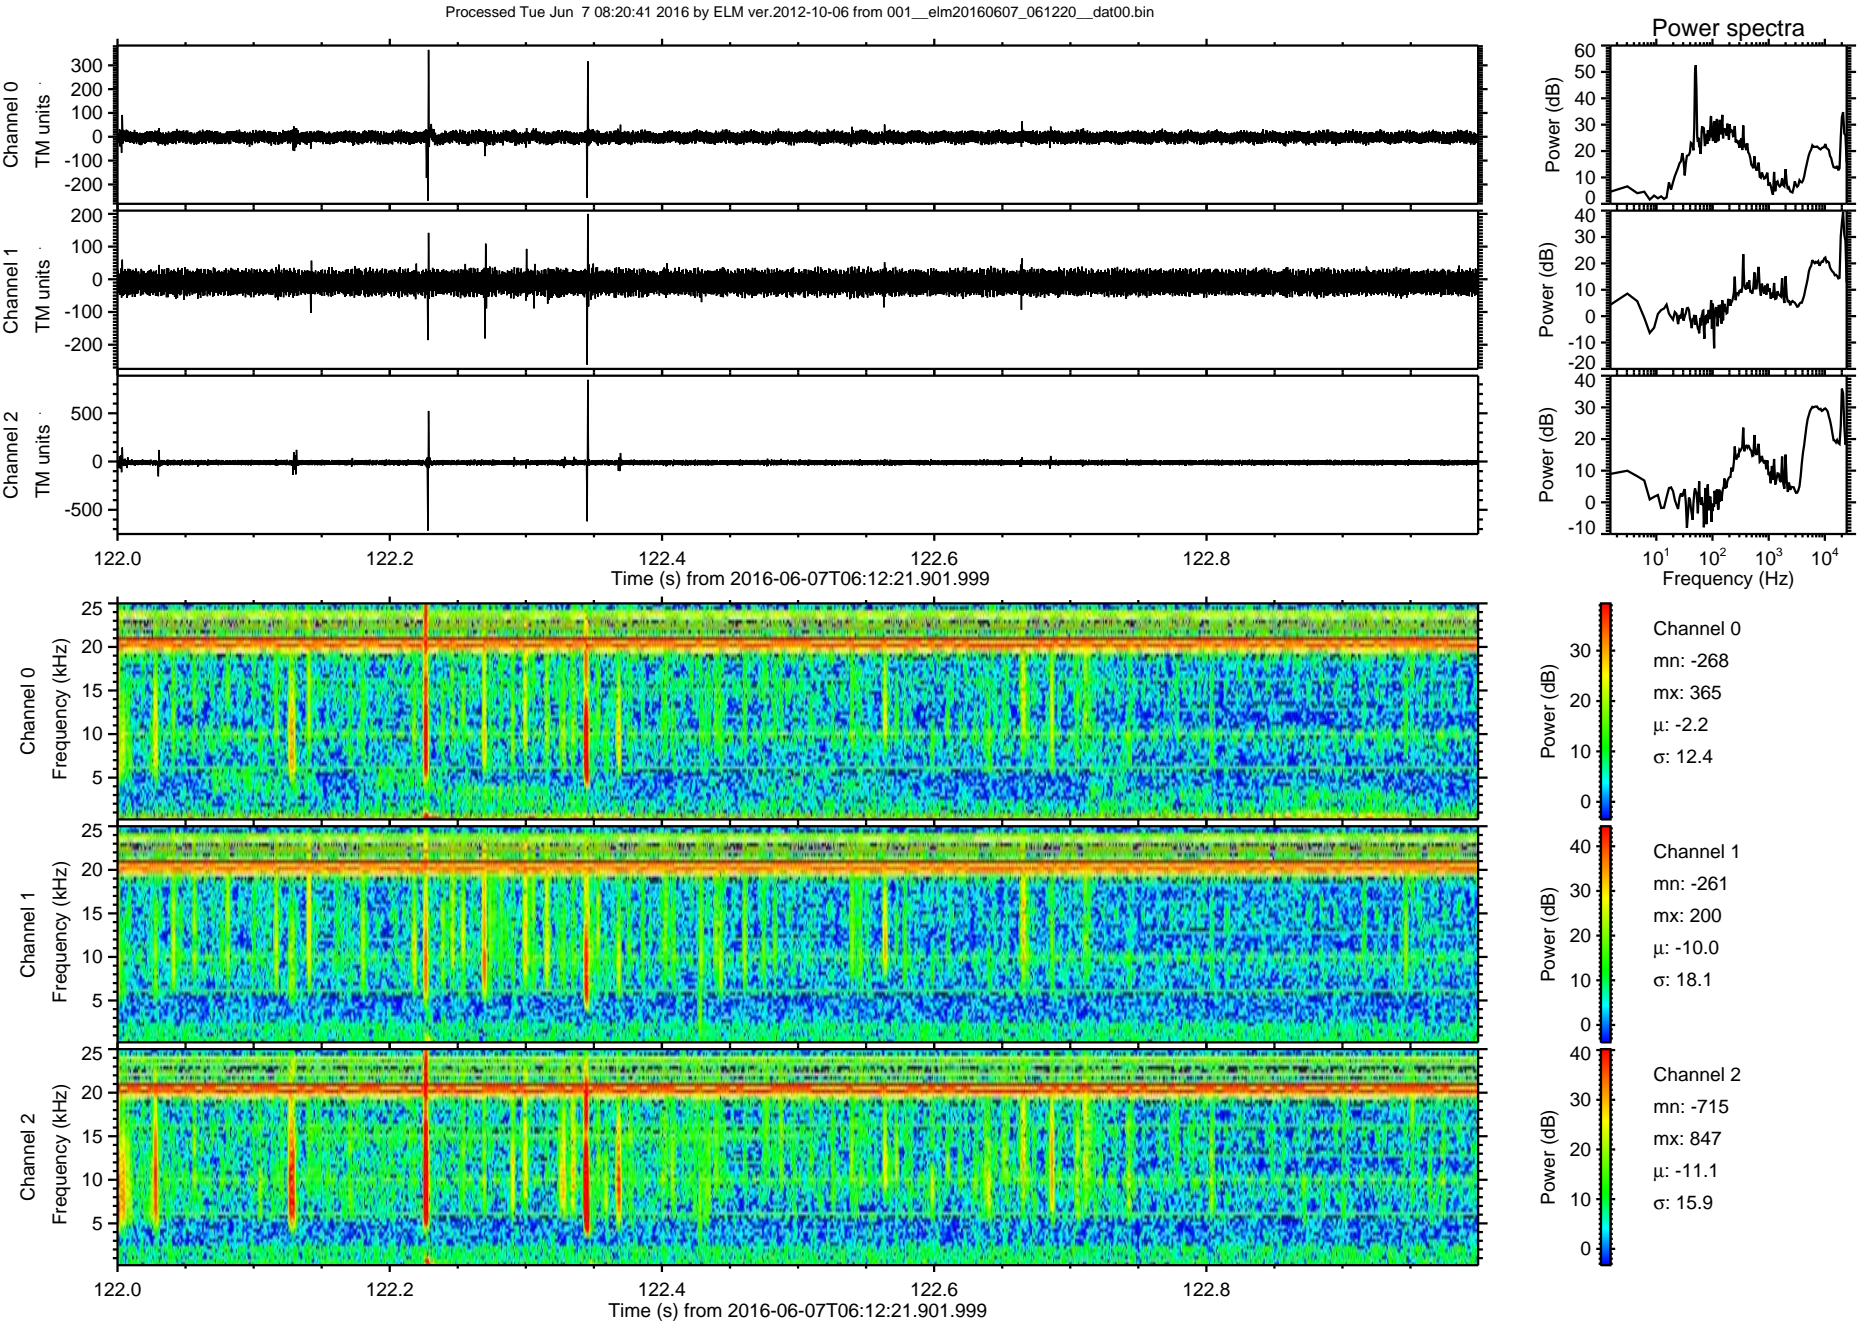 Processed Tue Jun  7 08:20:41 2016 by ELM ver.2012-10-06 from 001__elm20160607_061220__dat00.bin
Power spectra
Channel 0
TM units
300
200
100
0
-100
-200
Power (dB)
60
50
40
30
20
10
0
Channel 1
TM units
200
100
0
-100
-200
Power (dB)
40
30
20
10
0
-10
-20
Channel 2
TM units
500
0
-500
Power (dB)
40
30
20
10
0
-10
122.0 122.2 122.4 122.6 122.8
Time (s) from 2016-06-07T06:12:21.901.999
10¹ 10² 10³ 10⁴
Frequency (Hz)
Channel 0
Frequency (kHz)
25
20
15
10
5
Power (dB)
30
20
10
0
Channel 0
mn: -268
mx: 365
μ: -2.2
σ: 12.4
Channel 1
Frequency (kHz)
25
20
15
10
5
Power (dB)
40
30
20
10
0
Channel 1
mn: -261
mx: 200
μ: -10.0
σ: 18.1
Channel 2
Frequency (kHz)
25
20
15
10
5
Power (dB)
40
30
20
10
0
Channel 2
mn: -715
mx: 847
μ: -11.1
σ: 15.9
122.0 122.2 122.4 122.6 122.8
Time (s) from 2016-06-07T06:12:21.901.999